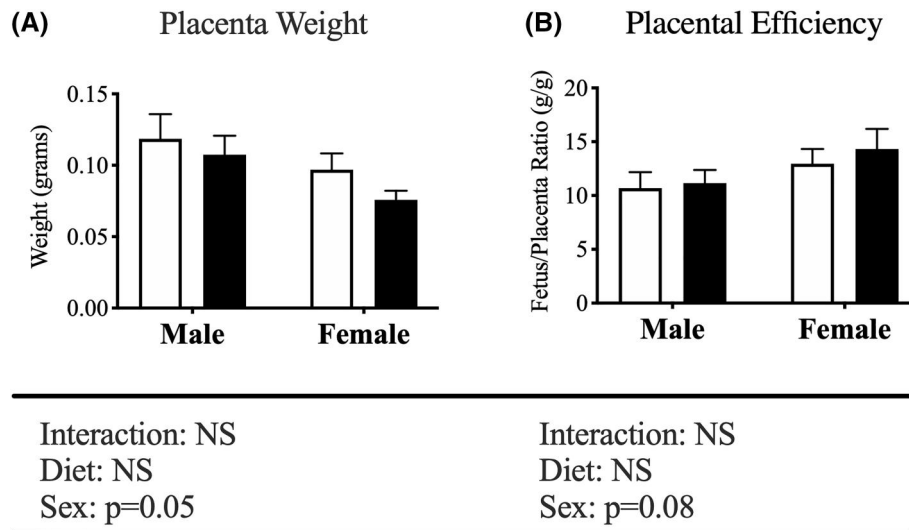 (A) Placenta Weight
Weight (grams)
0.15
0.10
0.05
0.00
Male Female
(B) Placental Efficiency
Fetus/Placenta Ratio (g/g)
20
15
10
5
0
Male Female
Interaction: NS
Diet: NS
Sex: p=0.05
Interaction: NS
Diet: NS
Sex: p=0.08